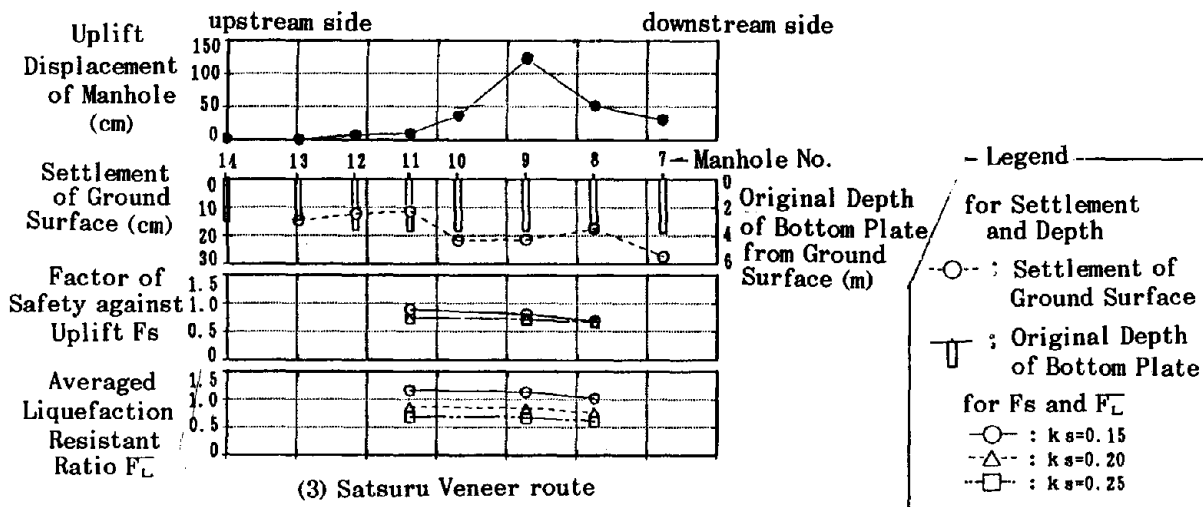 upstream side
downstream side
Uplift
Displacement
of Manhole
(cm)
150
100
50
0
14 13 12 11 10 9 8 7 — Manhole No.
Settlement
of Ground
Surface (cm)
0
10
20
30
0
2
4
6
Original Depth
of Bottom Plate
from Ground
Surface (m)
Factor of
Safety against
Uplift Fs
1.5
1.0
0.5
0
Averaged
Liquefaction
Resistant
Ratio F̅L
1.5
1.0
0.5
0
(3) Satsuru Veneer route
Legend
for Settlement
and Depth
; Settlement of
Ground Surface
; Original Depth
of Bottom Plate
for Fs and F̅L
: ks=0.15
: ks=0.20
: ks=0.25